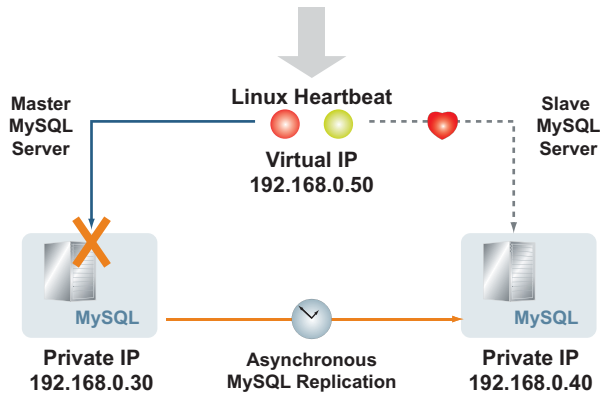 Linux Heartbeat
Master
MySQL
Server
Slave
MySQL
Server
Virtual IP
192.168.0.50
MySQL
MySQL
Private IP
192.168.0.30
Asynchronous
MySQL Replication
Private IP
192.168.0.40